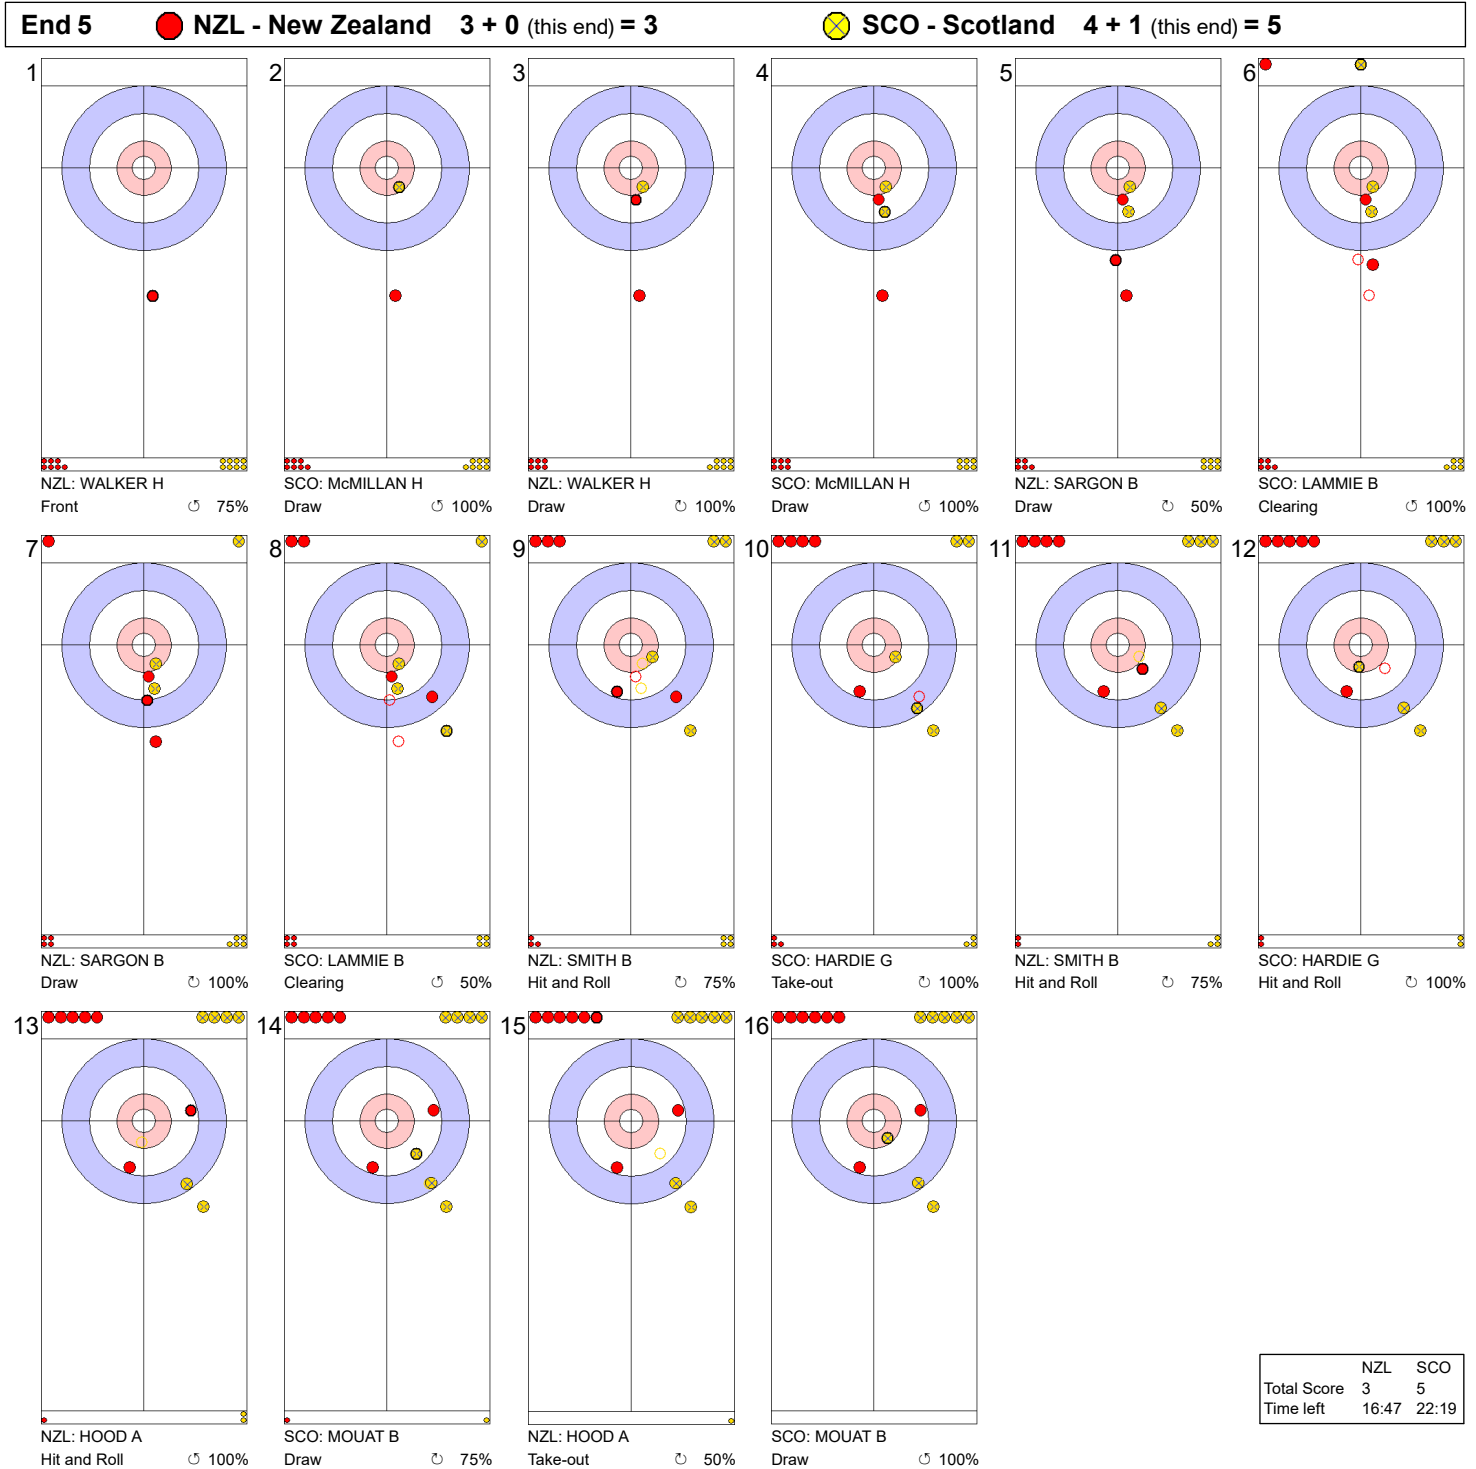 End 5 NZL - New Zealand 3 + 0 (this end) = 3 SCO - Scotland 4 + 1 (this end) = 5
1
NZL: WALKER H
Front ↺ 75%
2
SCO: McMILLAN H
Draw ↺ 100%
3
NZL: WALKER H
Draw ↻ 100%
4
SCO: McMILLAN H
Draw ↻ 100%
5
NZL: SARGON B
Draw ↻ 50%
6
SCO: LAMMIE B
Clearing ↺ 100%
7
NZL: SARGON B
Draw ↻ 100%
8
SCO: LAMMIE B
Clearing ↺ 50%
9
NZL: SMITH B
Hit and Roll ↻ 75%
10
SCO: HARDIE G
Take-out ↻ 100%
11
NZL: SMITH B
Hit and Roll ↻ 75%
12
SCO: HARDIE G
Hit and Roll ↻ 100%
13
NZL: HOOD A
Hit and Roll ↺ 100%
14
SCO: MOUAT B
Draw ↻ 75%
15
NZL: HOOD A
Take-out ↻ 50%
16
SCO: MOUAT B
Draw ↻ 100%
NZL SCO
Total Score 3 5
Time left 16:47 22:19